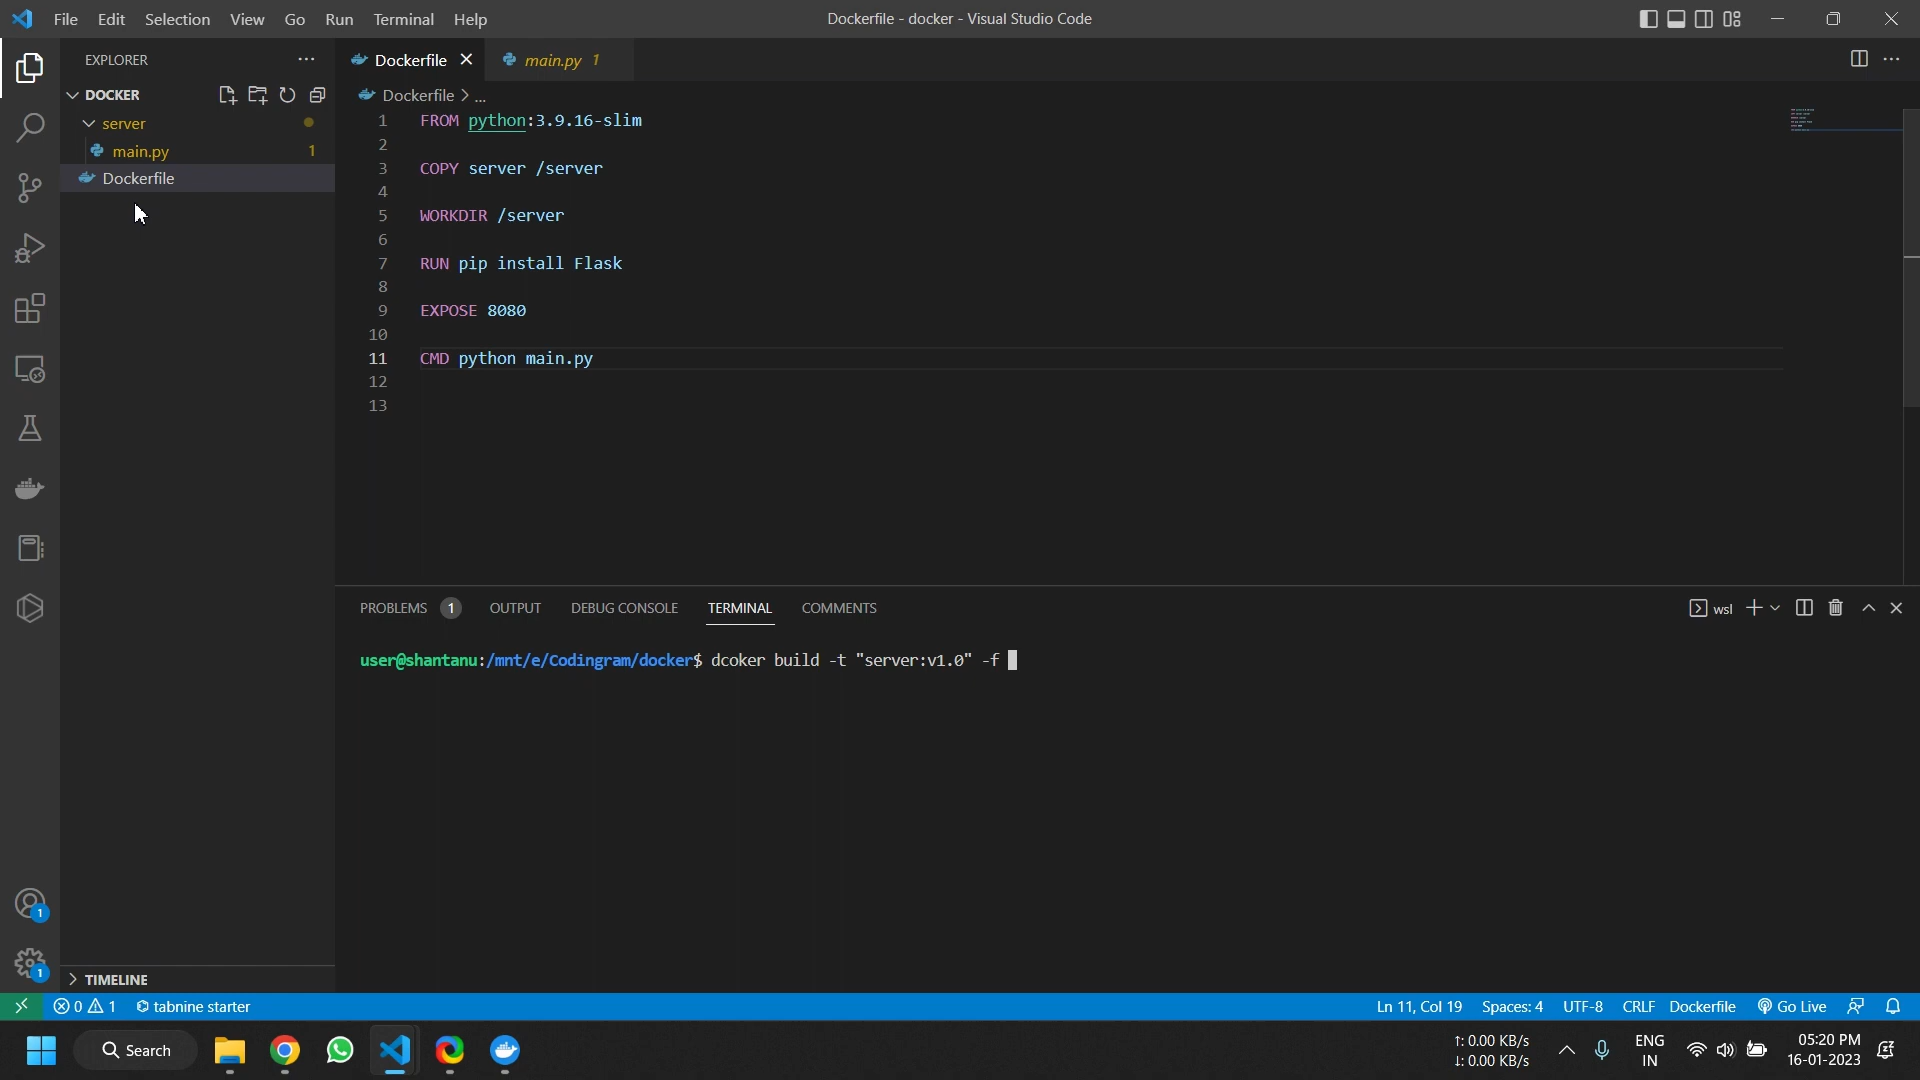 File Edit Selection View Go Run Terminal Help
Dockerfile - docker - Visual Studio Code
EXPLORER
DOCKER
server
main.py 1
Dockerfile
Dockerfile
main.py 1
Dockerfile > ...
1 FROM python:3.9.16-slim
2
3 COPY server /server
4
5 WORKDIR /server
6
7 RUN pip install Flask
8
9 EXPOSE 8080
10
11 CMD python main.py
12
13
PROBLEMS 1 OUTPUT DEBUG CONSOLE TERMINAL COMMENTS
wsl
user@shantanu:/mnt/e/Codingram/docker$ dcoker build -t "server:v1.0" -f
1
1
TIMELINE
0 1 tabnine starter
Ln 11, Col 19 Spaces: 4 UTF-8 CRLF Dockerfile Go Live
Search
↑: 0.00 KB/s
↓: 0.00 KB/s
ENG
IN
05:20 PM
16-01-2023